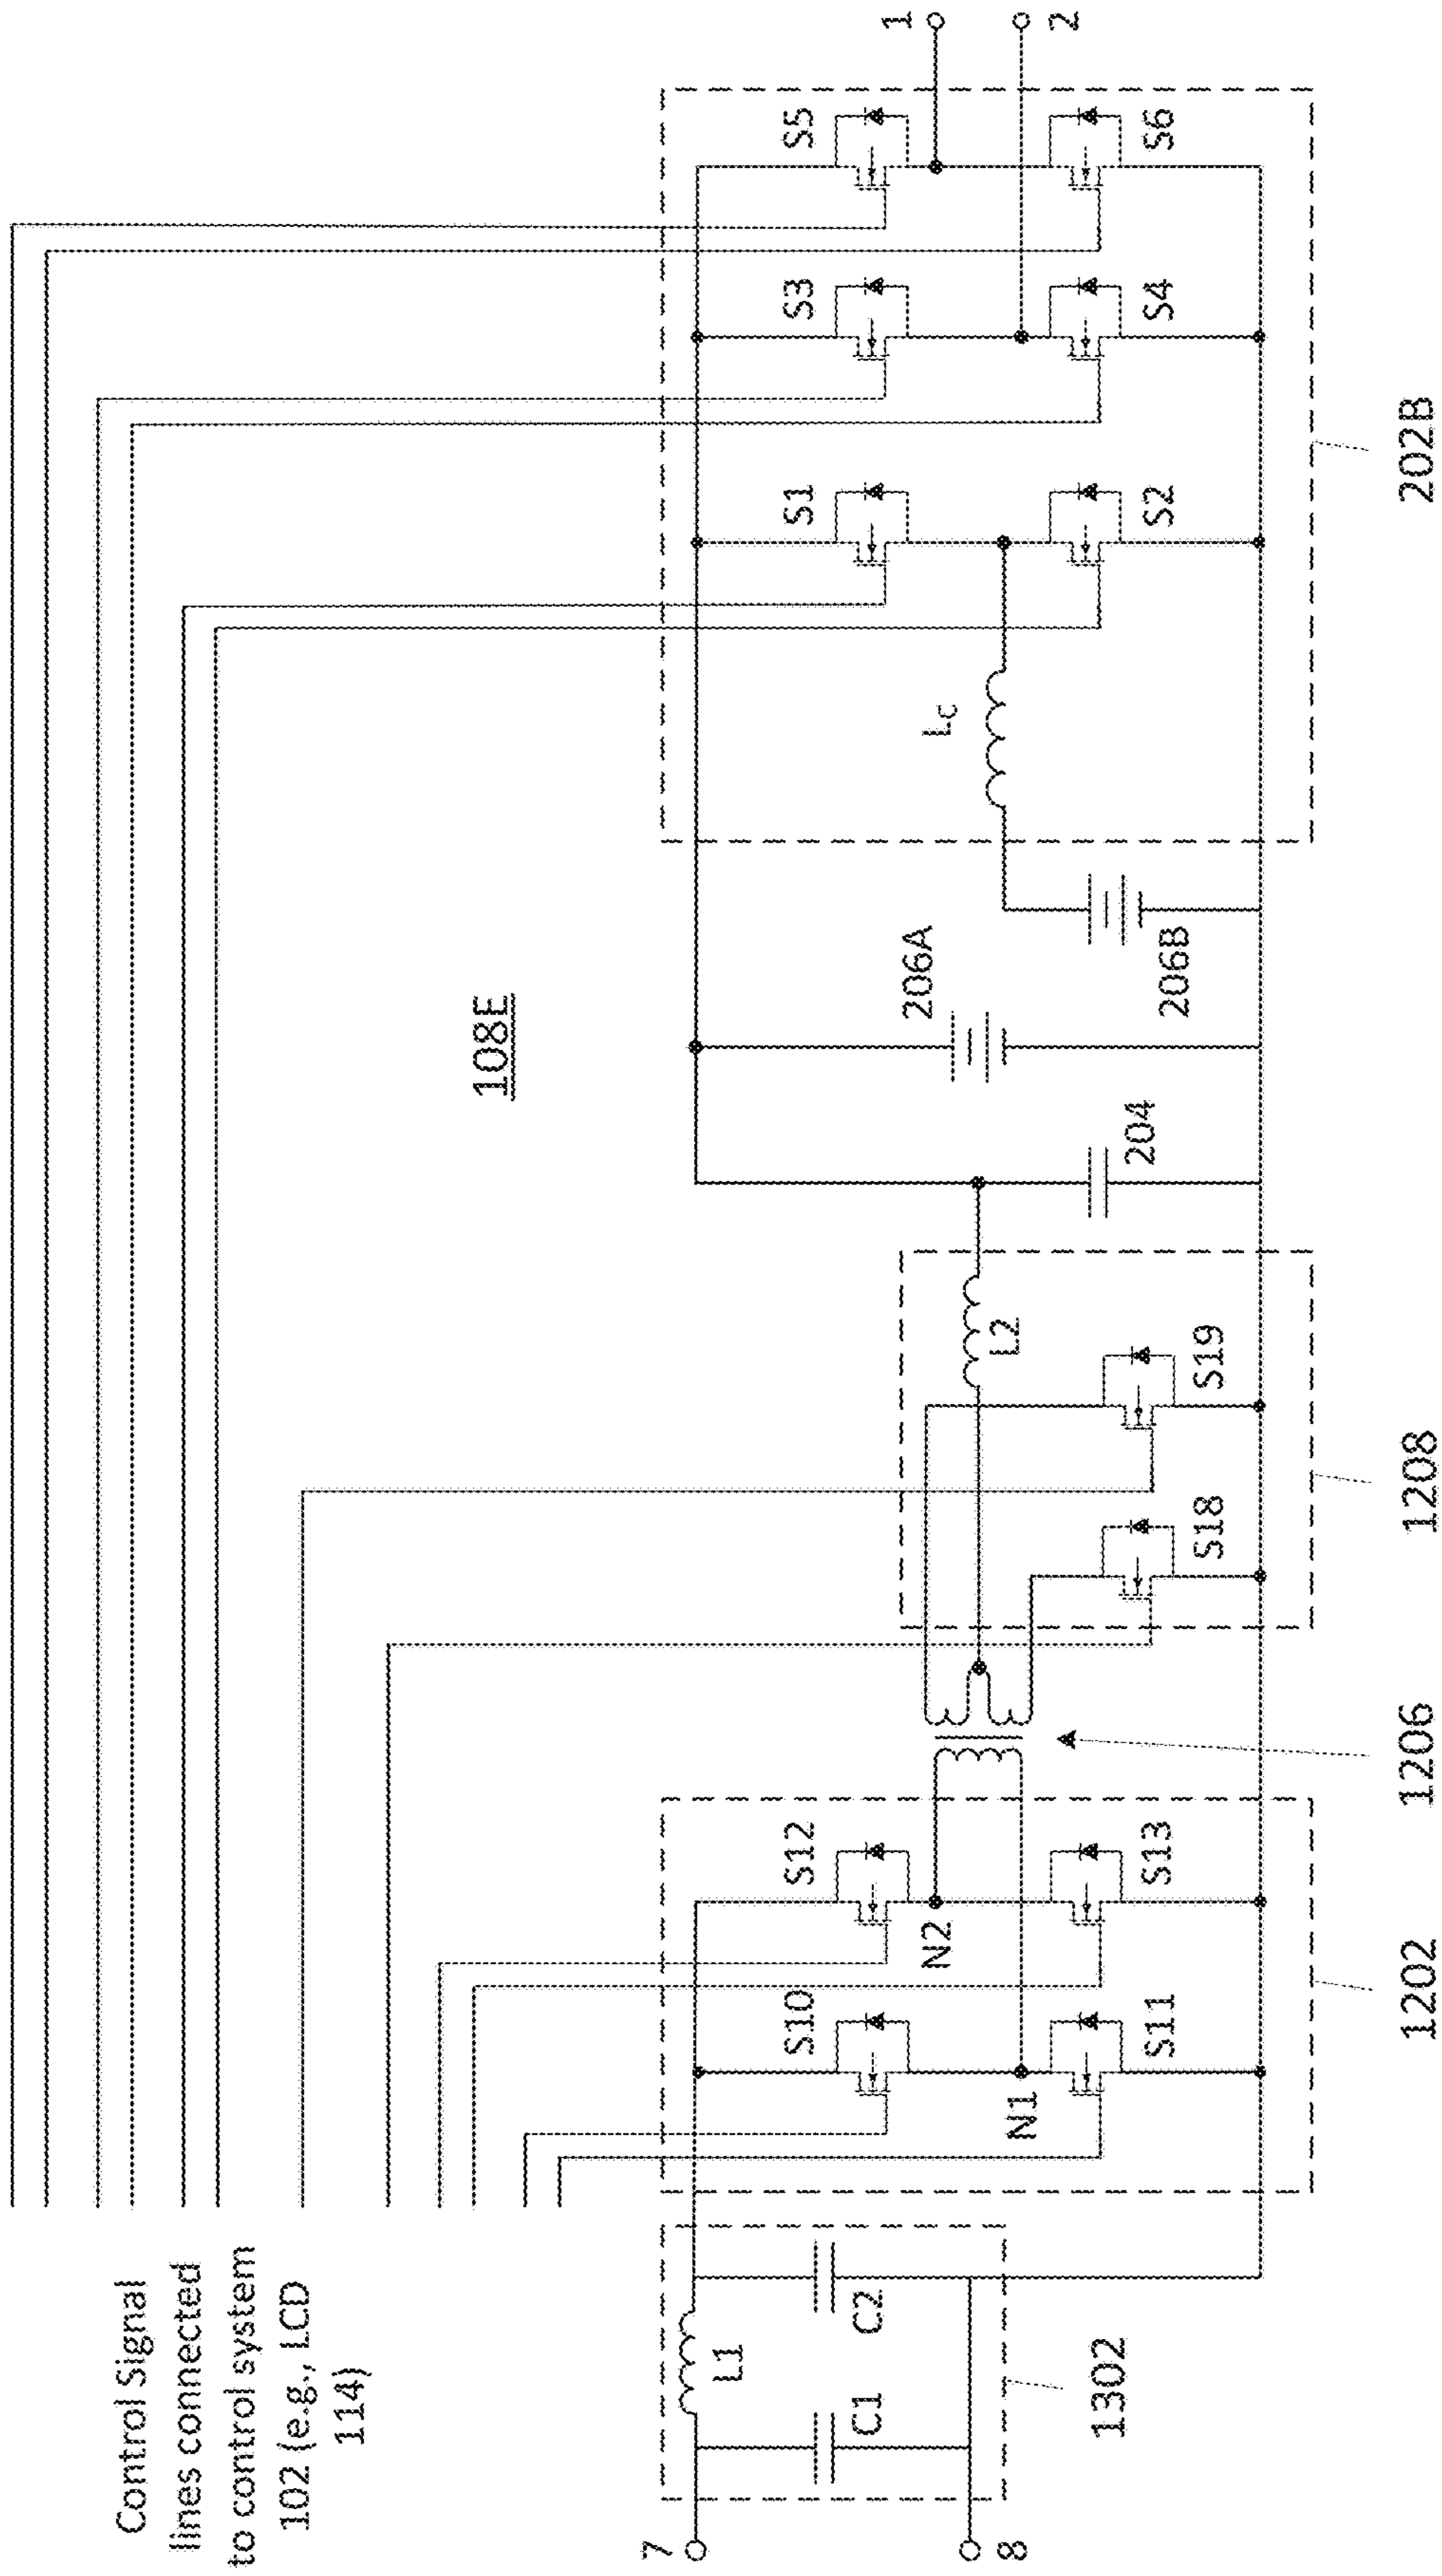 Control Signal
lines connected
to control system
102 (e.g., LCD
114)
108E
7
8
L1
C1
C2
1302
S10
S11
S12
S13
N1
N2
1202
1206
S18
S19
L2
1208
204
206A
206B
LC
S1
S2
S3
S4
S5
S6
202B
1
2